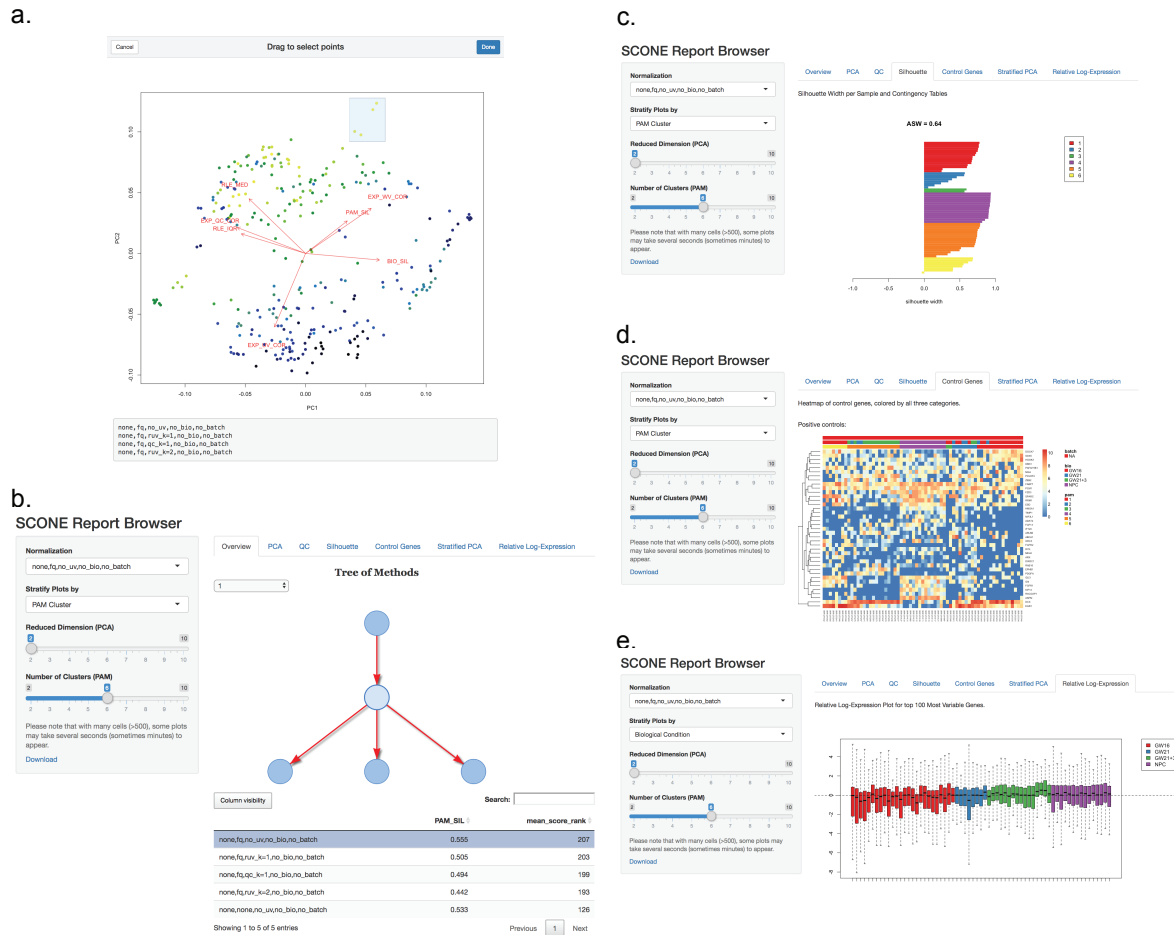 a.
Cancel
Drag to select points
Done
PC2
0.10
0.05
0.00
-0.05
-0.10
RLE_MED
EXP_WV_COR
PAM_SIL
RLE_IQR
BIO_SIL
-0.10
-0.05
0.00
0.05
0.10
PC1
none,fq,no_uv,no_bio,no_batch
none,fq,ruv_k=1,no_bio,no_batch
none,fq,qc_k=1,no_bio,no_batch
none,fq,ruv_k=2,no_bio,no_batch
b.
SCONE Report Browser
Normalization
none,fq,no_uv,no_bio,no_batch
Stratify Plots by
PAM Cluster
Reduced Dimension (PCA)
2 10
2 3 4 5 6 7 8 9 10
Number of Clusters (PAM)
2 6 10
2 3 4 5 6 7 8 9 10
Please note that with many cells (>500), some plots
may take several seconds (sometimes minutes) to
appear.
Download
Overview PCA QC Silhouette Control Genes Stratified PCA Relative Log-Expression
Tree of Methods
1
Column visibility
Search:
PAM_SIL mean_score_rank
none,fq,no_uv,no_bio,no_batch 0.555 207
none,fq,ruv_k=1,no_bio,no_batch 0.505 203
none,fq,qc_k=1,no_bio,no_batch 0.494 199
none,fq,ruv_k=2,no_bio,no_batch 0.442 193
none,none,no_uv,no_bio,no_batch 0.533 126
Showing 1 to 5 of 5 entries
Previous 1 Next
c.
SCONE Report Browser
Normalization
none,fq,no_uv,no_bio,no_batch
Stratify Plots by
PAM Cluster
Reduced Dimension (PCA)
2 10
2 3 4 5 6 7 8 9 10
Number of Clusters (PAM)
2 6 10
2 3 4 5 6 7 8 9 10
Please note that with many cells (>500), some plots
may take several seconds (sometimes minutes) to
appear.
Download
Overview PCA QC Silhouette Control Genes Stratified PCA Relative Log-Expression
Silhouette Width per Sample and Contingency Tables
ASW = 0.64
1
2
3
4
5
6
-1.0 -0.5 0.0 0.5 1.0
silhouette width
d.
SCONE Report Browser
Normalization
none,fq,no_uv,no_bio,no_batch
Stratify Plots by
PAM Cluster
Reduced Dimension (PCA)
2 10
2 3 4 5 6 7 8 9 10
Number of Clusters (PAM)
2 6 10
2 3 4 5 6 7 8 9 10
Please note that with many cells (>500), some plots
may take several seconds (sometimes minutes) to
appear.
Download
Overview PCA QC Silhouette Control Genes Stratified PCA Relative Log-Expression
Heatmap of control genes, colored by all three categories.
Positive controls:
10
8
6
4
2
0
batch
NA
bio
GW16
GW21
GW21+3
NPC
pam
1
2
3
4
5
6
e.
SCONE Report Browser
Normalization
none,fq,no_uv,no_bio,no_batch
Stratify Plots by
Biological Condition
Reduced Dimension (PCA)
2 10
2 3 4 5 6 7 8 9 10
Number of Clusters (PAM)
2 6 10
2 3 4 5 6 7 8 9 10
Please note that with many cells (>500), some plots may
take several seconds (sometimes minutes) to appear.
Download
Overview PCA QC Silhouette Control Genes Stratified PCA Relative Log-Expression
Relative Log-Expression Plot for top 100 Most Variable Genes.
4
2
0
-2
-4
-6
-8
GW16
GW21
GW21+3
NPC